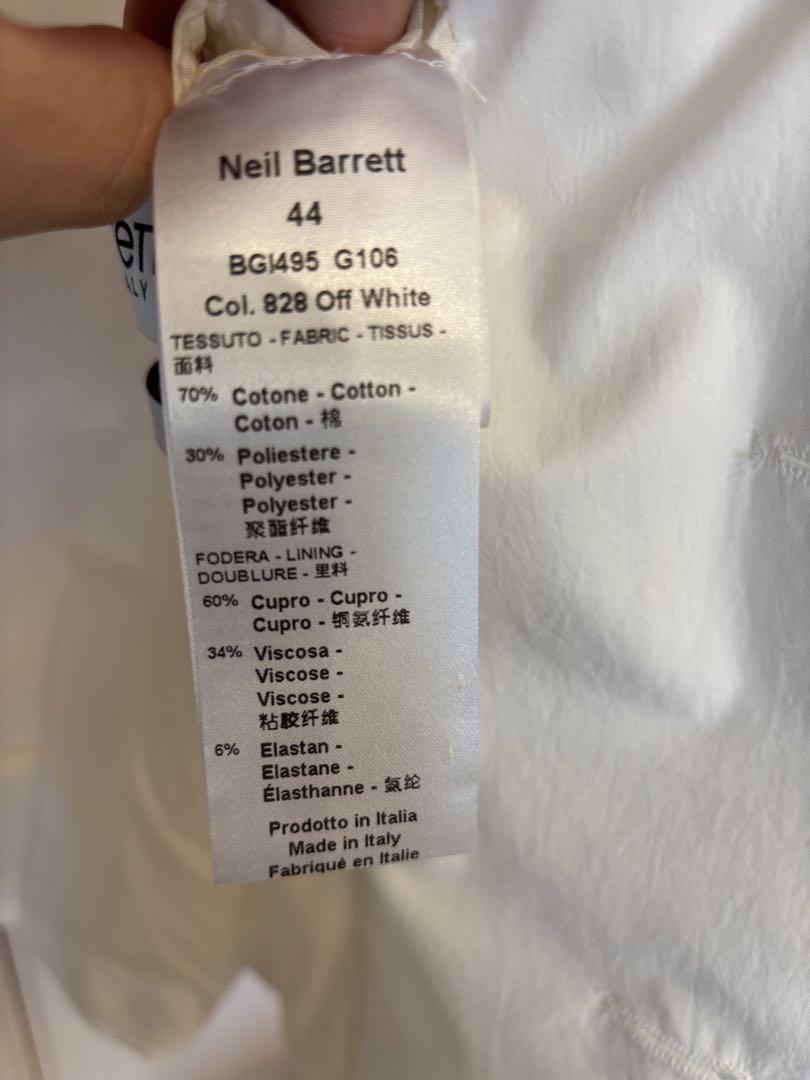 Neil Barrett
44
BGI495 G106
Col. 828 Off White
TESSUTO - FABRIC - TISSUS -
面料
70% Cotone - Cotton -
Coton - 棉
30% Poliestere -
Polyester -
Polyester -
聚酯纤维
FODERA - LINING -
DOUBLURE - 里料
60% Cupro - Cupro -
Cupro - 铜氨纤维
34% Viscosa -
Viscose -
Viscose -
粘胶纤维
6% Elastan -
Elastane -
Élasthanne - 氨纶
Prodotto in Italia
Made in Italy
Fabriquè en Italie